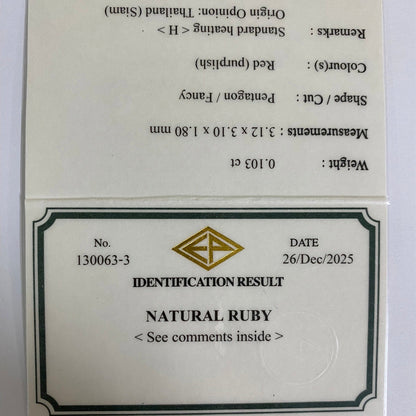 Weight : 0.103 ct
Measurements : 3.12 x 3.10 x 1.80 mm
Shape / Cut : Pentagon / Fancy
Colour(s) : Red (purplish)
Remarks : Standard heating < H >
Origin Opinion: Thailand (Siam)
No. DATE
130063-3 26/Dec/2025
IDENTIFICATION RESULT
NATURAL RUBY
< See comments inside >